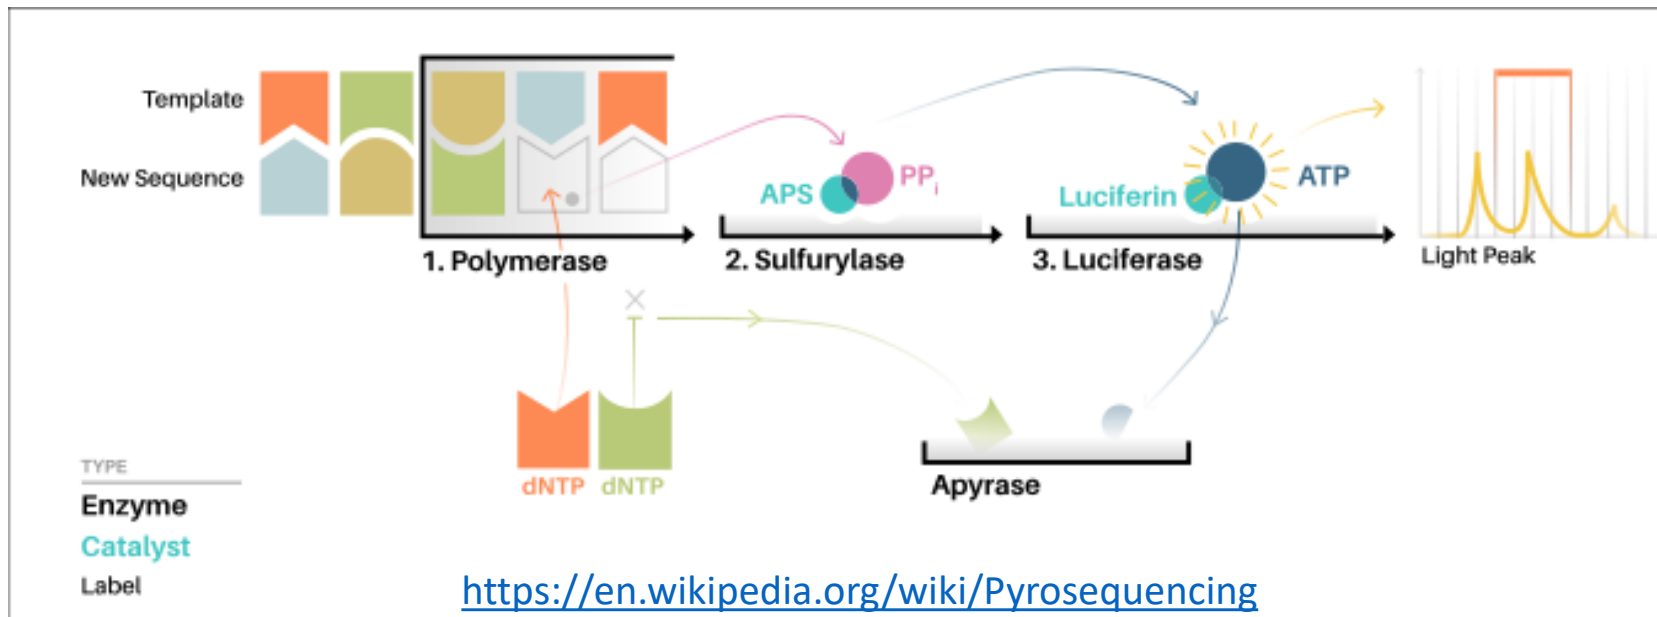 Template
New Sequence
APS
PPi
Luciferin
ATP
1. Polymerase
2. Sulfurylase
3. Luciferase
Light Peak
dNTP
dNTP
Apyrase
TYPE
Enzyme
Catalyst
Label
https://en.wikipedia.org/wiki/Pyrosequencing